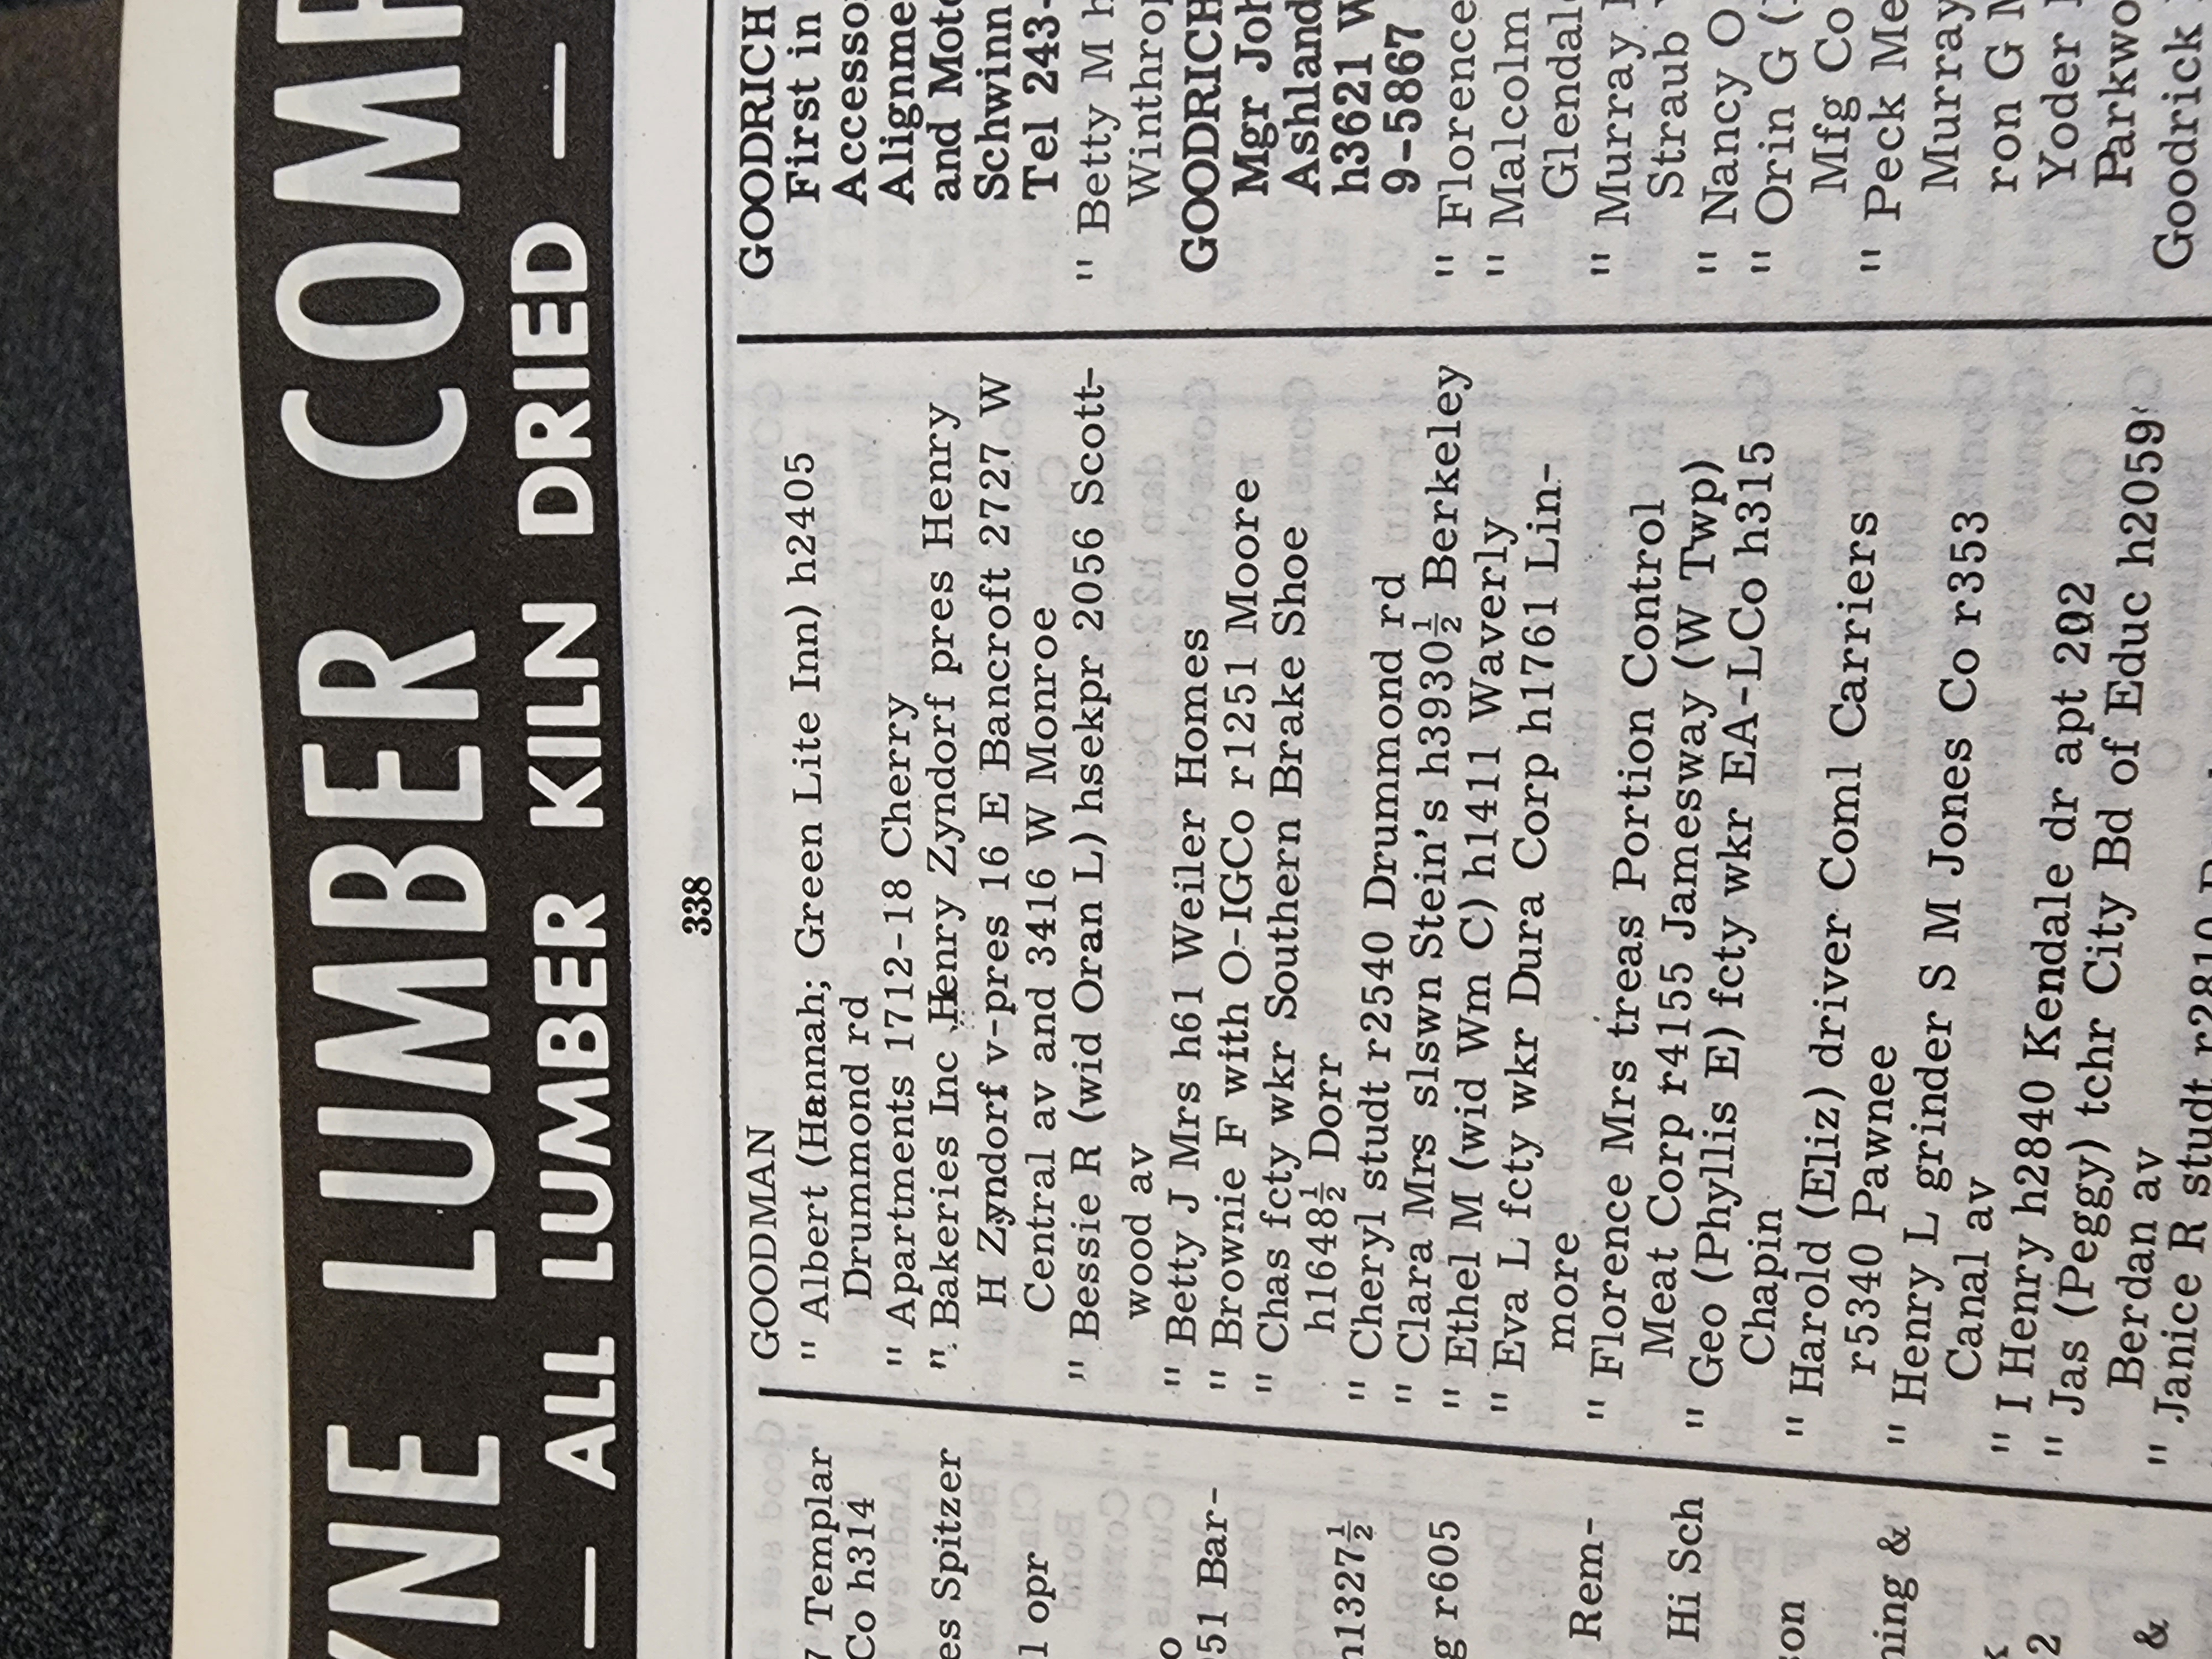 YNE LUMBER COMP
— ALL LUMBER KILN DRIED —
338
7 Templar
Co h314
es Spitzer
l opr
951 Bar-
h1327½
g r605
Rem-
Hi Sch
son
ning &
2
&
GOODMAN
" Albert (Hannah; Green Lite Inn) h2405
Drummond rd
" Apartments 1712-18 Cherry
" Bakeries Inc Henry Zyndorf pres Henry
H Zyndorf v-pres 16 E Bancroft 2727 W
Central av and 3416 W Monroe
" Bessie R (wid Oran L) hsekpr 2056 Scott-
wood av
" Betty J Mrs h61 Weiler Homes
" Brownie F with O-IGCo r1251 Moore
" Chas fcty wkr Southern Brake Shoe
h1648½ Dorr
" Cheryl studt r2540 Drummond rd
" Clara Mrs slswn Stein's h3930½ Berkeley
" Ethel M (wid Wm C) h1411 Waverly
" Eva L fcty wkr Dura Corp h1761 Lin-
more
" Florence Mrs treas Portion Control
Meat Corp r4155 Jamesway (W Twp)
" Geo (Phyllis E) fcty wkr EA-LCo h315
Chapin
" Harold (Eliz) driver Coml Carriers
r5340 Pawnee
" Henry L grinder S M Jones Co r353
Canal av
" I Henry h2840 Kendale dr apt 202
" Jas (Peggy) tchr City Bd of Educ h2059
Berdan av
" Janice R studt r2810
GOODRICH
First in
Accesso
Alignme
and Moto
Schwinn
Tel 243-
" Betty M h
Winthrop
GOODRICH
Mgr Joh
Ashland
h3621 W
9-5867
" Florence
" Malcolm
Glendal
" Murray
Straub
" Nancy O
" Orin G (
Mfg Co
" Peck Me
Murray
ron G M
Yoder
Parkwo
Goodrick